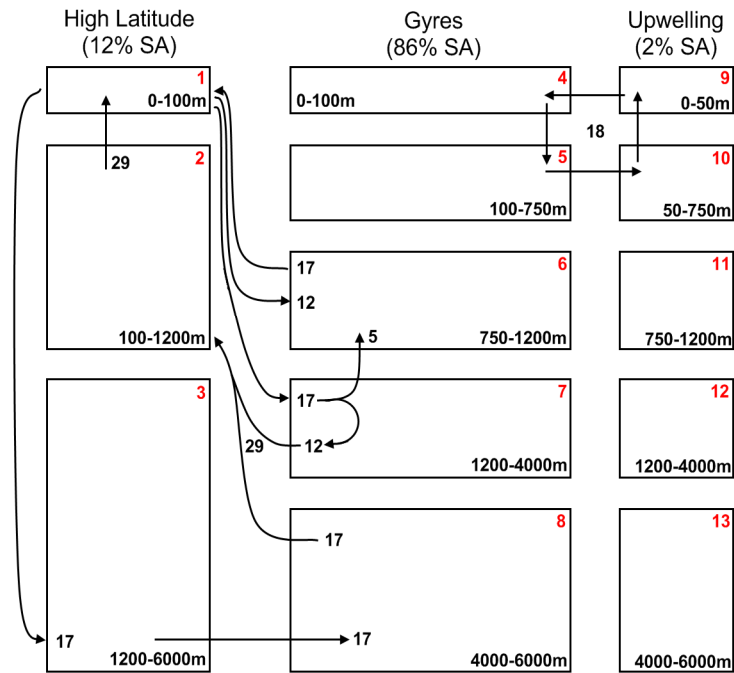 High Latitude
(12% SA)
Gyres
(86% SA)
Upwelling
(2% SA)
1
0-100m
4
0-100m
9
0-50m
18
2
29
100-1200m
5
100-750m
10
50-750m
6
17
12
5
750-1200m
11
750-1200m
3
17
1200-6000m
7
17
12
29
1200-4000m
12
1200-4000m
8
17
17
4000-6000m
13
4000-6000m